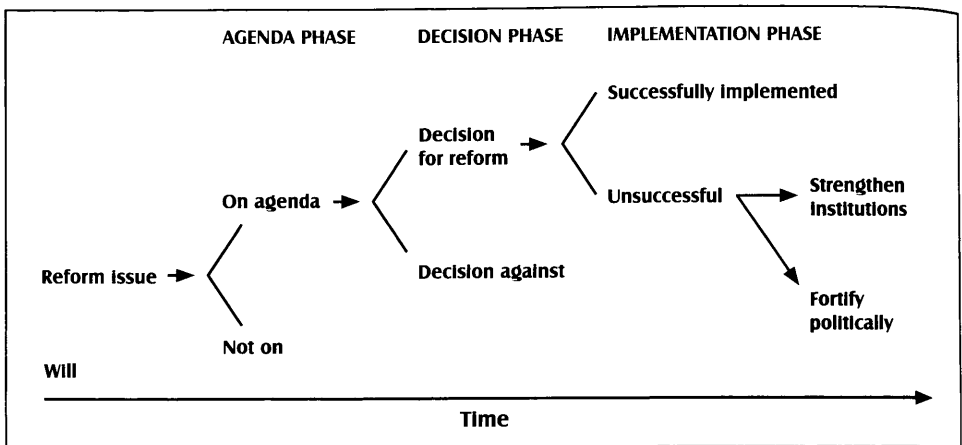 AGENDA PHASE DECISION PHASE IMPLEMENTATION PHASE
Successfully implemented
Decision
for reform
Unsuccessful
Strengthen
institutions
On agenda
Reform issue
Decision against
Fortify
politically
Not on
Will
Time